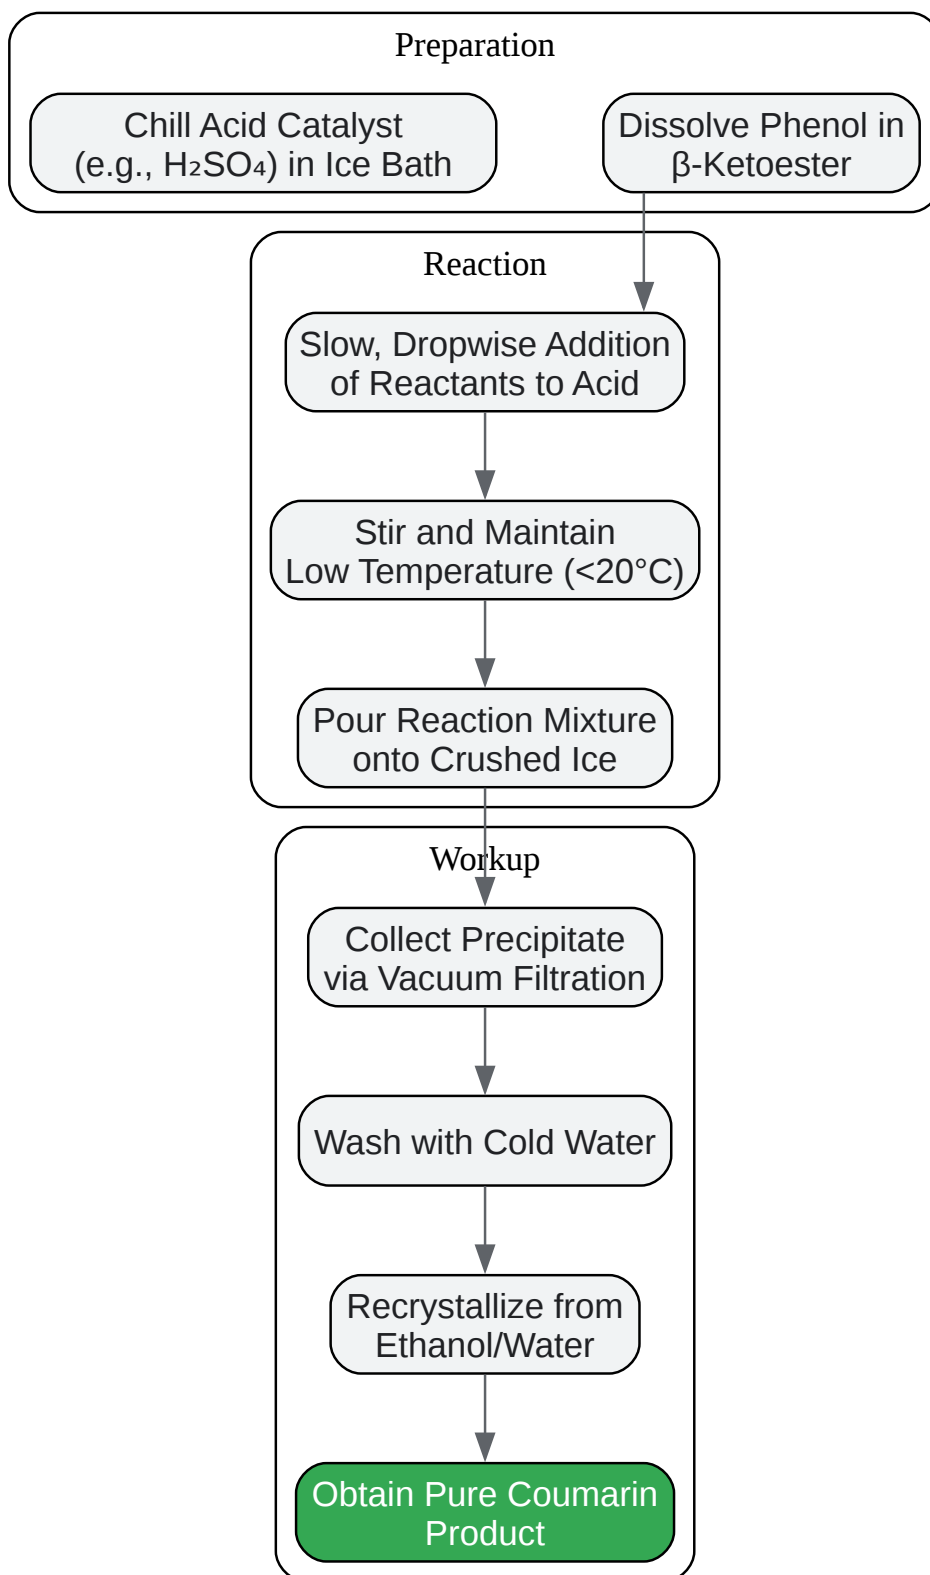 Preparation
Chill Acid Catalyst
(e.g., H₂SO₄) in Ice Bath
Dissolve Phenol in
β-Ketoester
Reaction
Slow, Dropwise Addition
of Reactants to Acid
Stir and Maintain
Low Temperature (<20°C)
Pour Reaction Mixture
onto Crushed Ice
Workup
Collect Precipitate
via Vacuum Filtration
Wash with Cold Water
Recrystallize from
Ethanol/Water
Obtain Pure Coumarin
Product